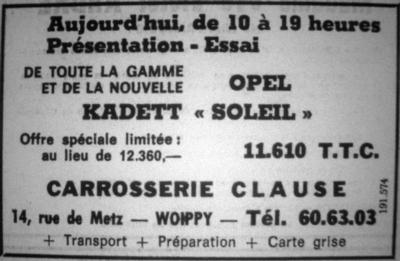 Aujourd'hui, de 10 à 19 heures
Présentation - Essai
DE TOUTE LA GAMME
ET DE LA NOUVELLE OPEL
KADETT « SOLEIL »
Offre spéciale limitée :
au lieu de 12.360,— 11.610 T.T.C.
CARROSSERIE CLAUSE
14, rue de Metz — WOIPPY — Tél. 60.63.03
+ Transport + Préparation + Carte grise
191.574